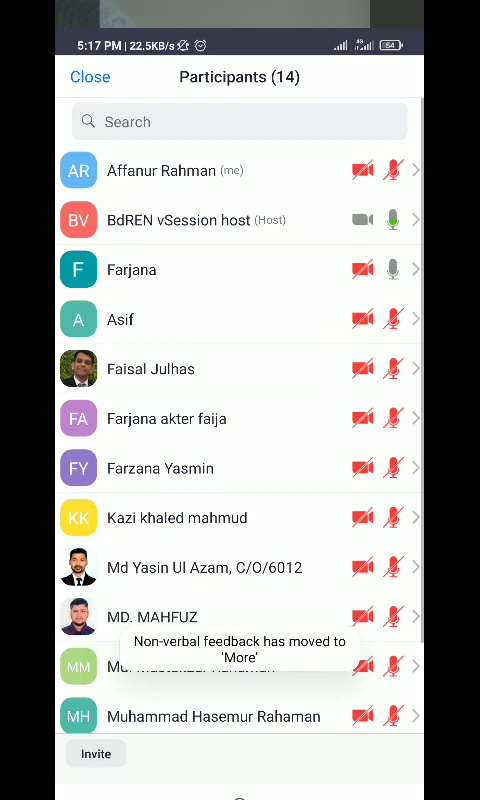 5:17 PM | 22.5KB/s 4G 54
Close Participants (14)
Search
AR Affanur Rahman (me)
BV BdREN vSession host (Host)
F Farjana
A Asif
Faisal Julhas
FA Farjana akter faija
FY Farzana Yasmin
KK Kazi khaled mahmud
Md Yasin Ul Azam, C/O/6012
MD. MAHFUZ
Non-verbal feedback has moved to
'More'
MM
MH Muhammad Hasemur Rahaman
Invite